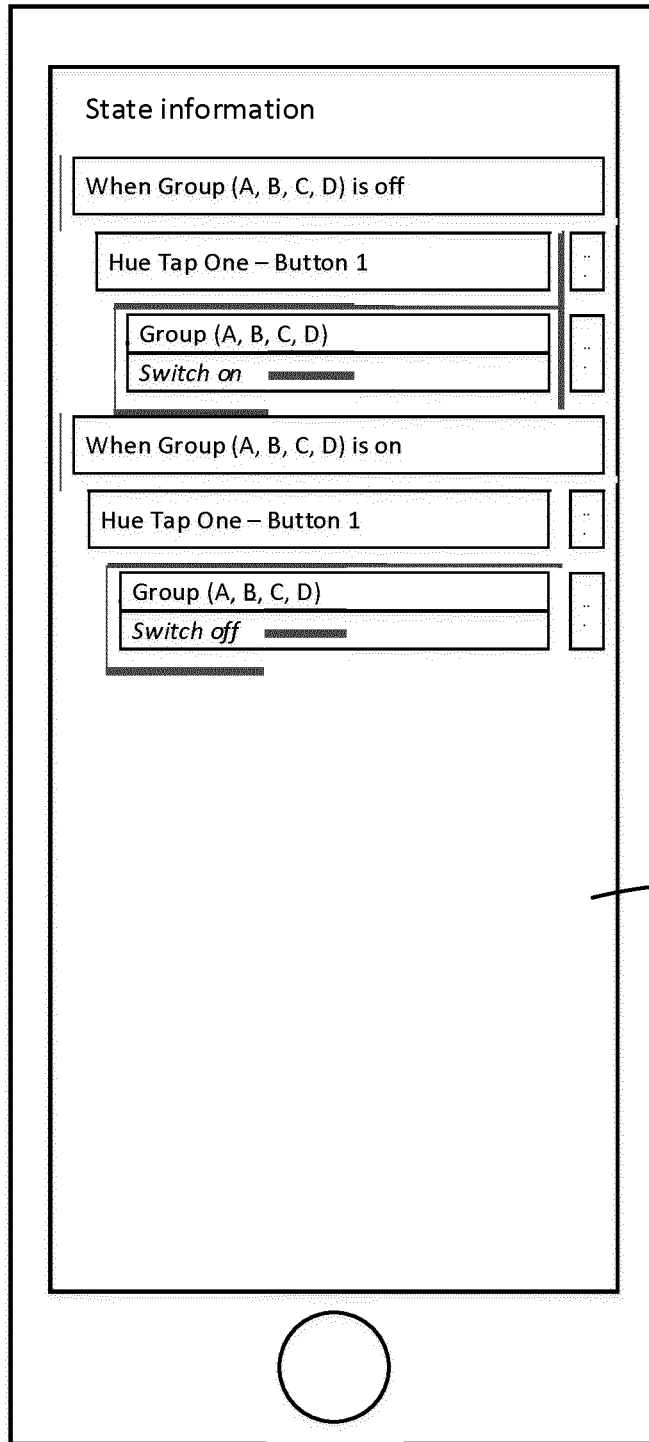 State information
When Group (A, B, C, D) is off
Hue Tap One – Button 1
Group (A, B, C, D)
Switch on
When Group (A, B, C, D) is on
Hue Tap One – Button 1
Group (A, B, C, D)
Switch off